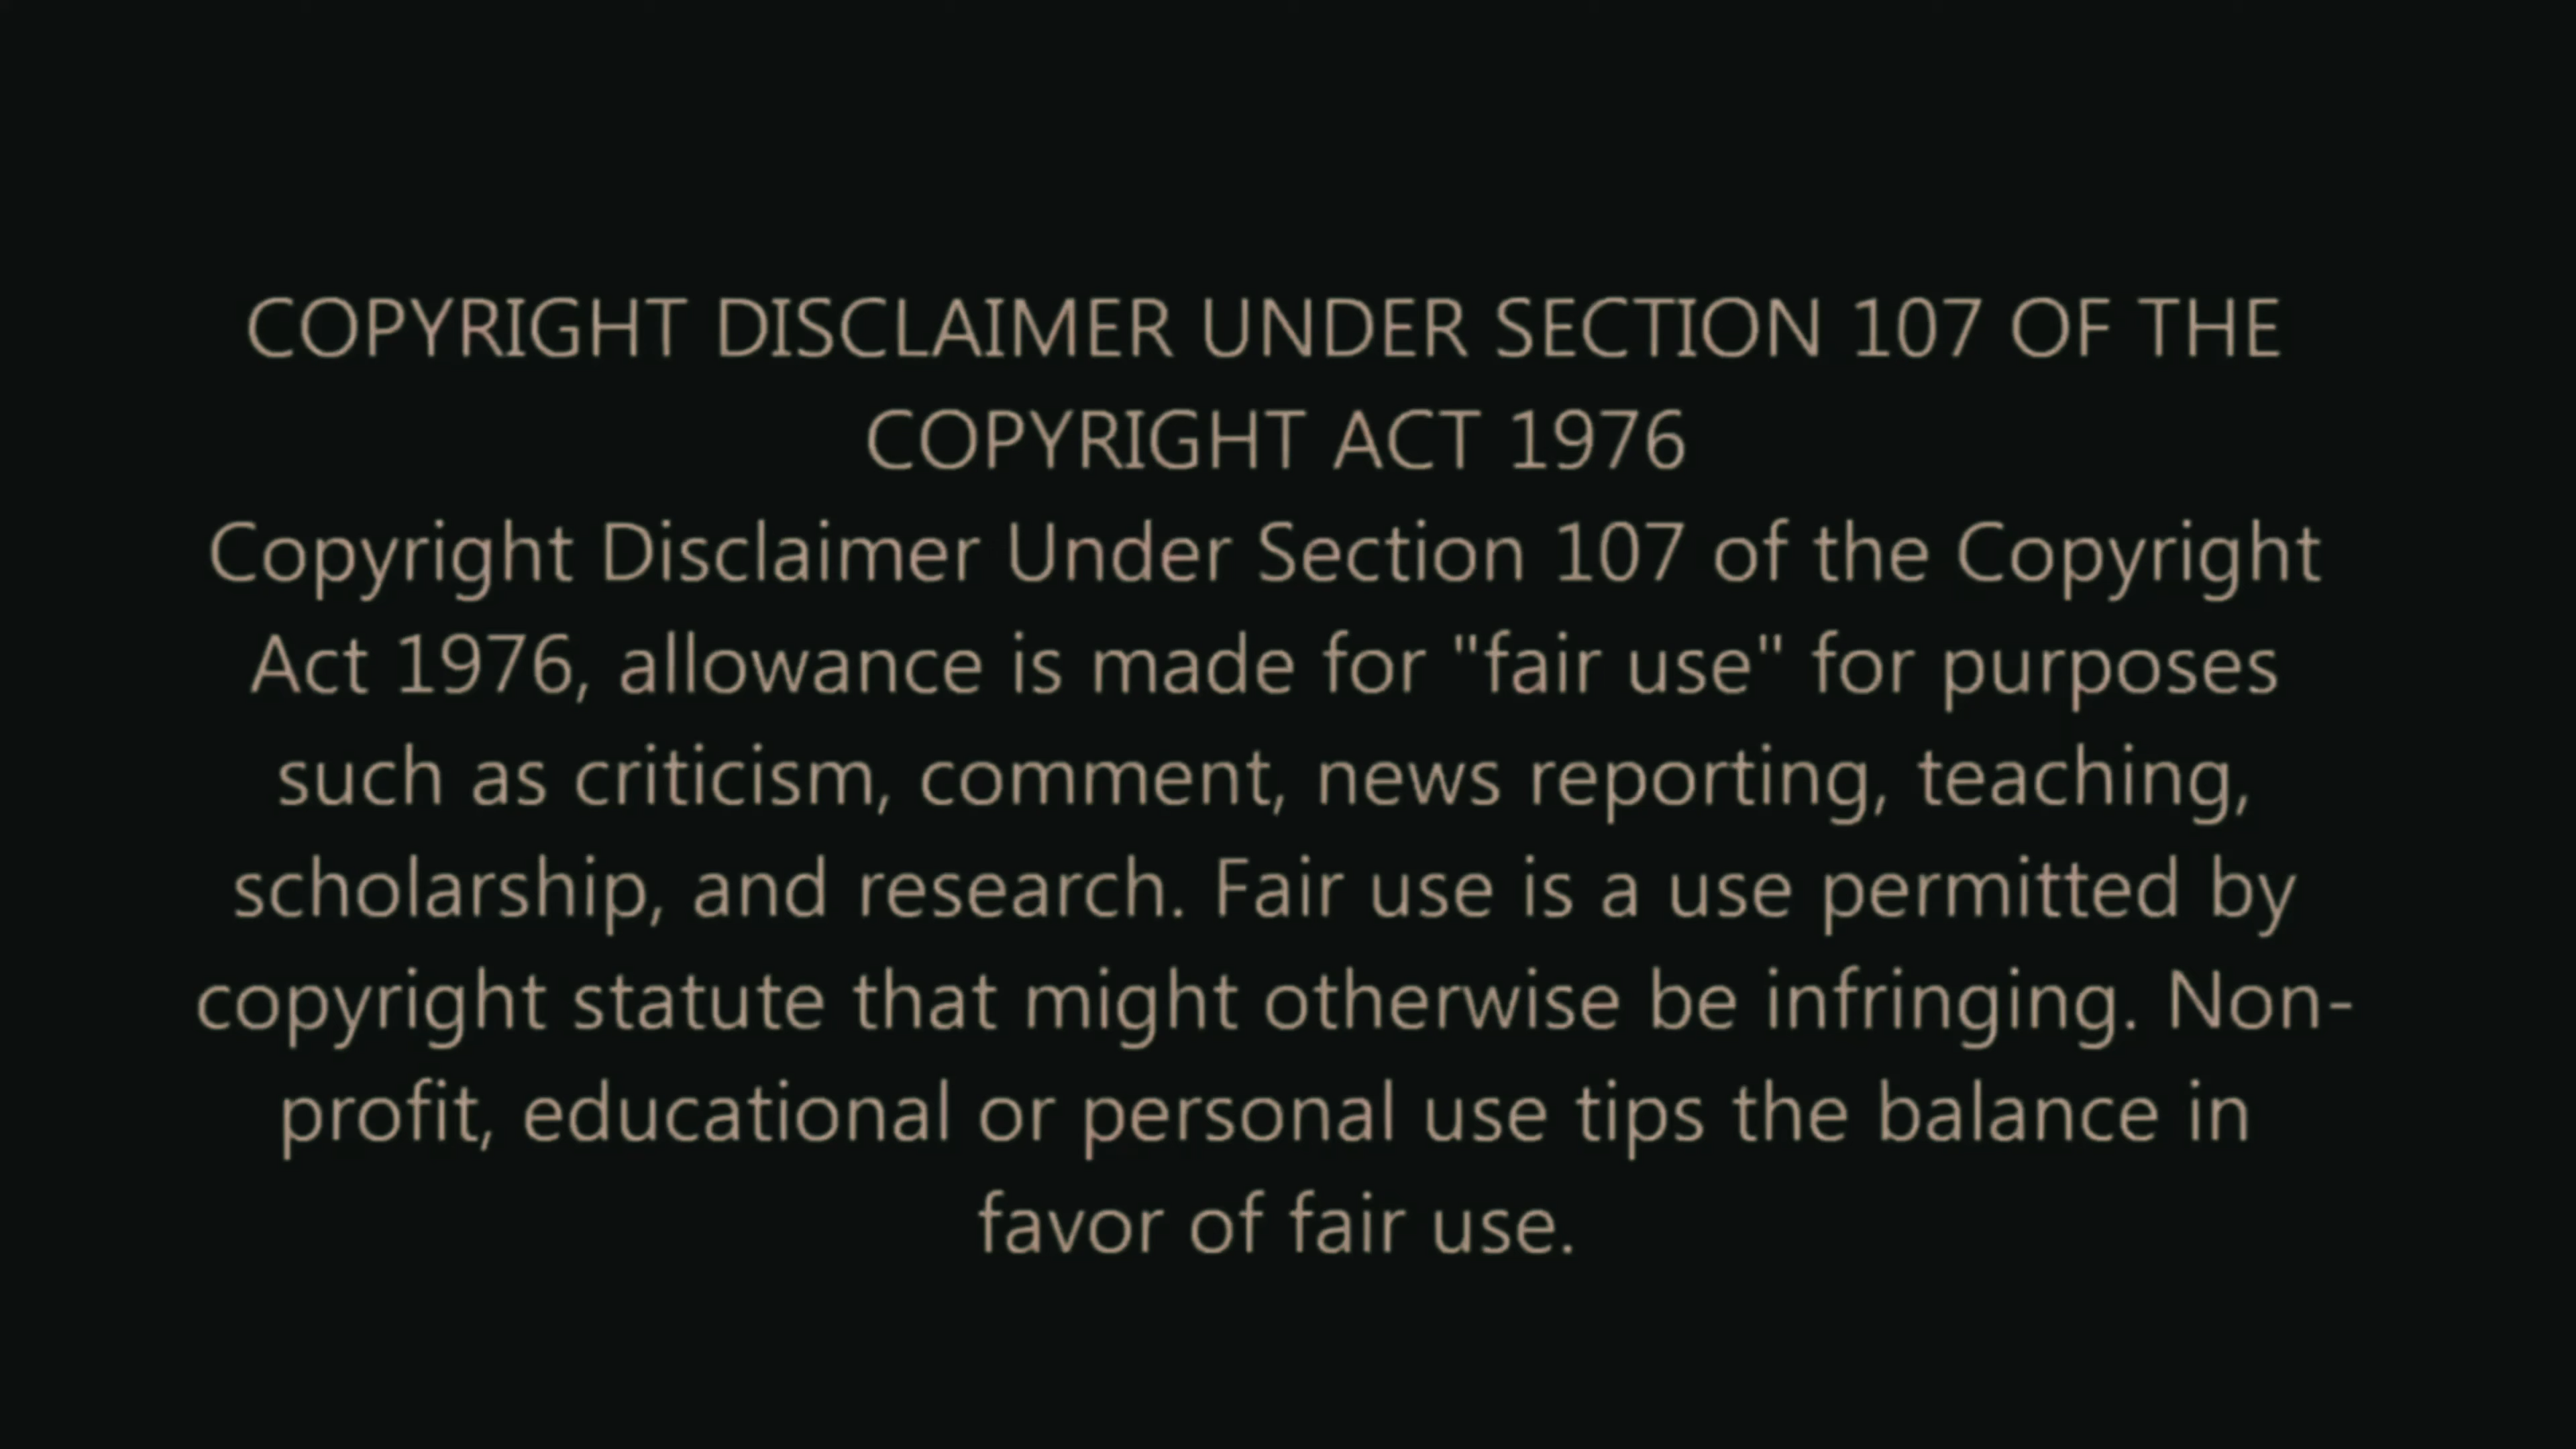 COPYRIGHT DISCLAIMER UNDER SECTION 107 OF THE
COPYRIGHT ACT 1976
Copyright Disclaimer Under Section 107 of the Copyright
Act 1976, allowance is made for "fair use" for purposes
such as criticism, comment, news reporting, teaching,
scholarship, and research. Fair use is a use permitted by
copyright statute that might otherwise be infringing. Non-
profit, educational or personal use tips the balance in
favor of fair use.